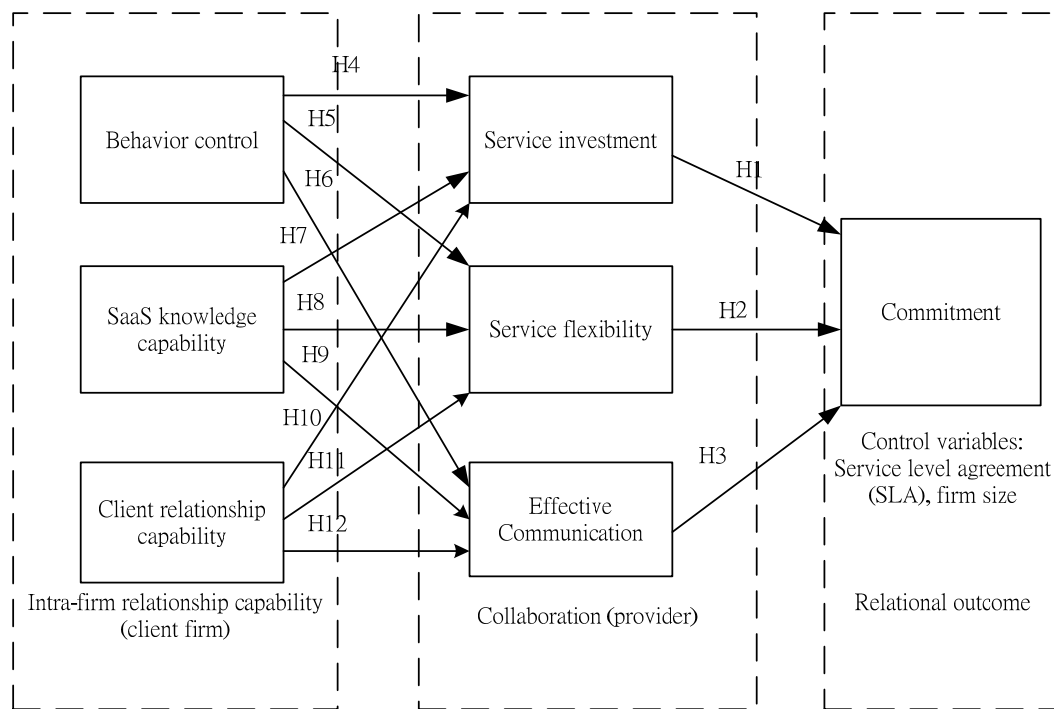 H4
Behavior control
H5
H6
Service investment
H1
H7
SaaS knowledge
capability
H8
H9
Service flexibility
H2
Commitment
H10
H11
Client relationship
capability
H12
Effective
Communication
H3
Control variables:
Service level agreement
(SLA), firm size
Intra-firm relationship capability
(client firm)
Collaboration (provider)
Relational outcome